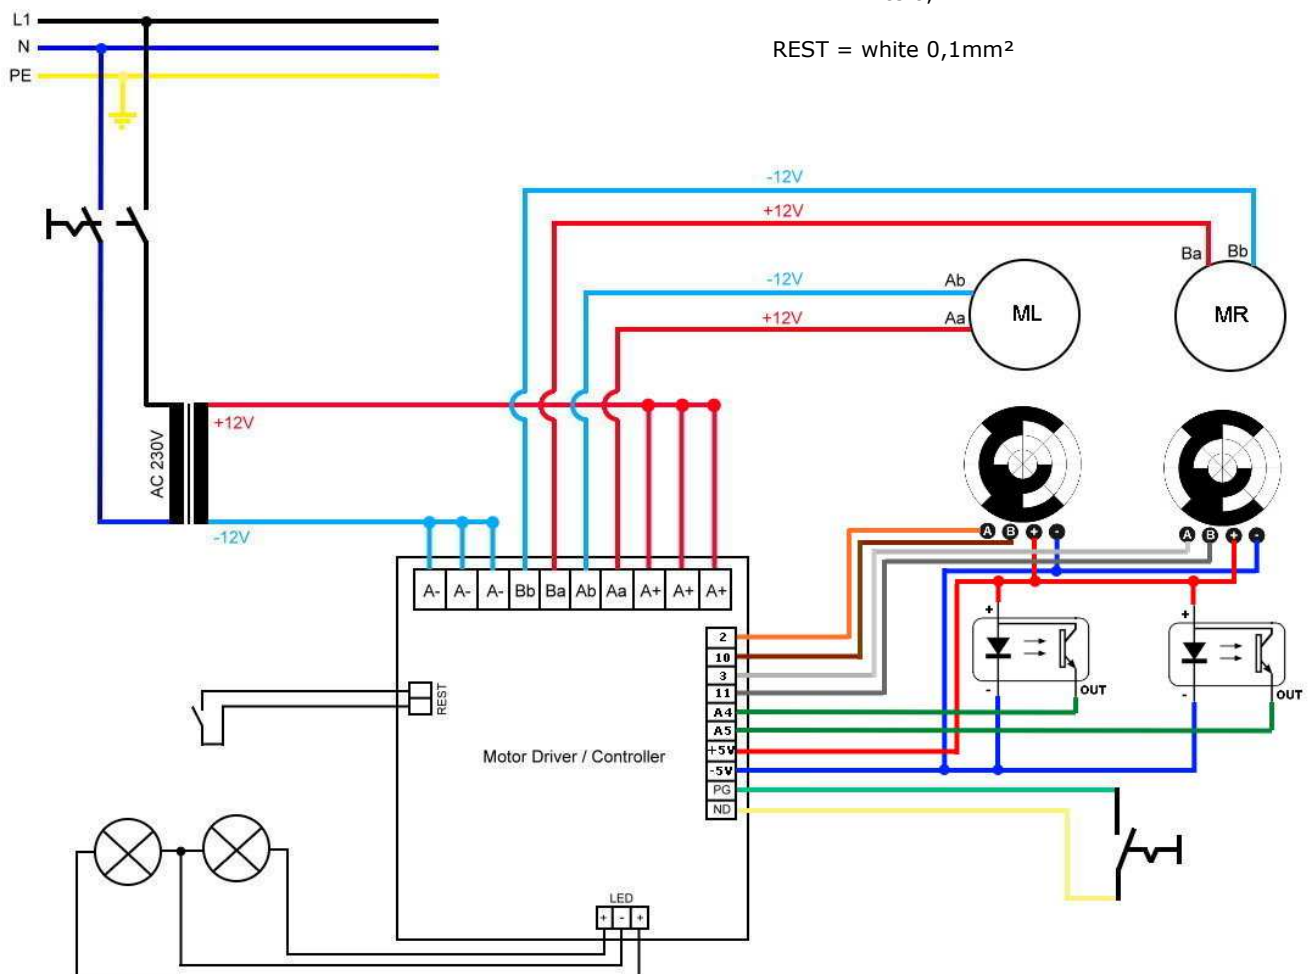 L1
N
PE
REST = white 0,1mm²
-12V
+12V
Ba
Bb
-12V
Ab
ML
MR
+12V
Aa
+12V
AC 230V
-12V
A B + -
A B + -
A- A- A- Bb Ba Ab Aa A+ A+ A+
+
+
2
10
3
11
A4
A5
+5V
-5V
PG
ND
-
OUT
-
OUT
REST
Motor Driver / Controller
LED
+ - +